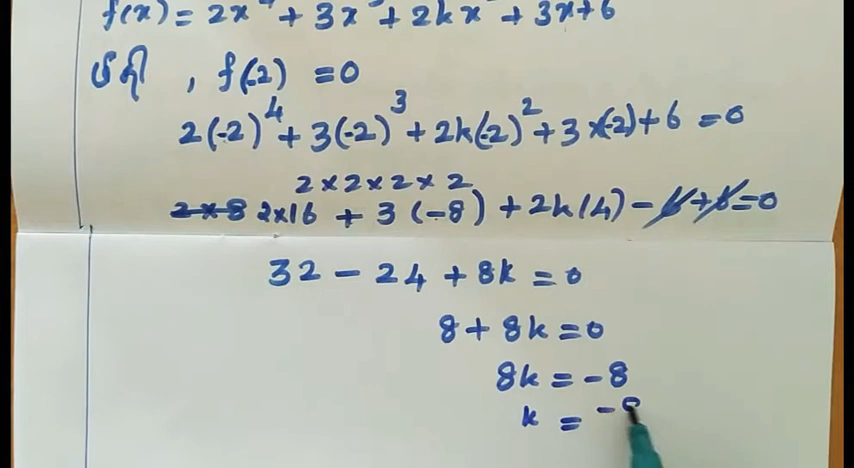 f(x) = 2x⁴ + 3x³ + 2kx² + 3x + 6
, f(-2) = 0
2(-2)⁴ + 3(-2)³ + 2k(-2)² + 3×(-2) + 6 = 0
2×2×2×2
2×8 2×16 + 3(-8) + 2k(4) - 6 + 6 = 0
32 - 24 + 8k = 0
8 + 8k = 0
8k = -8
k = -8